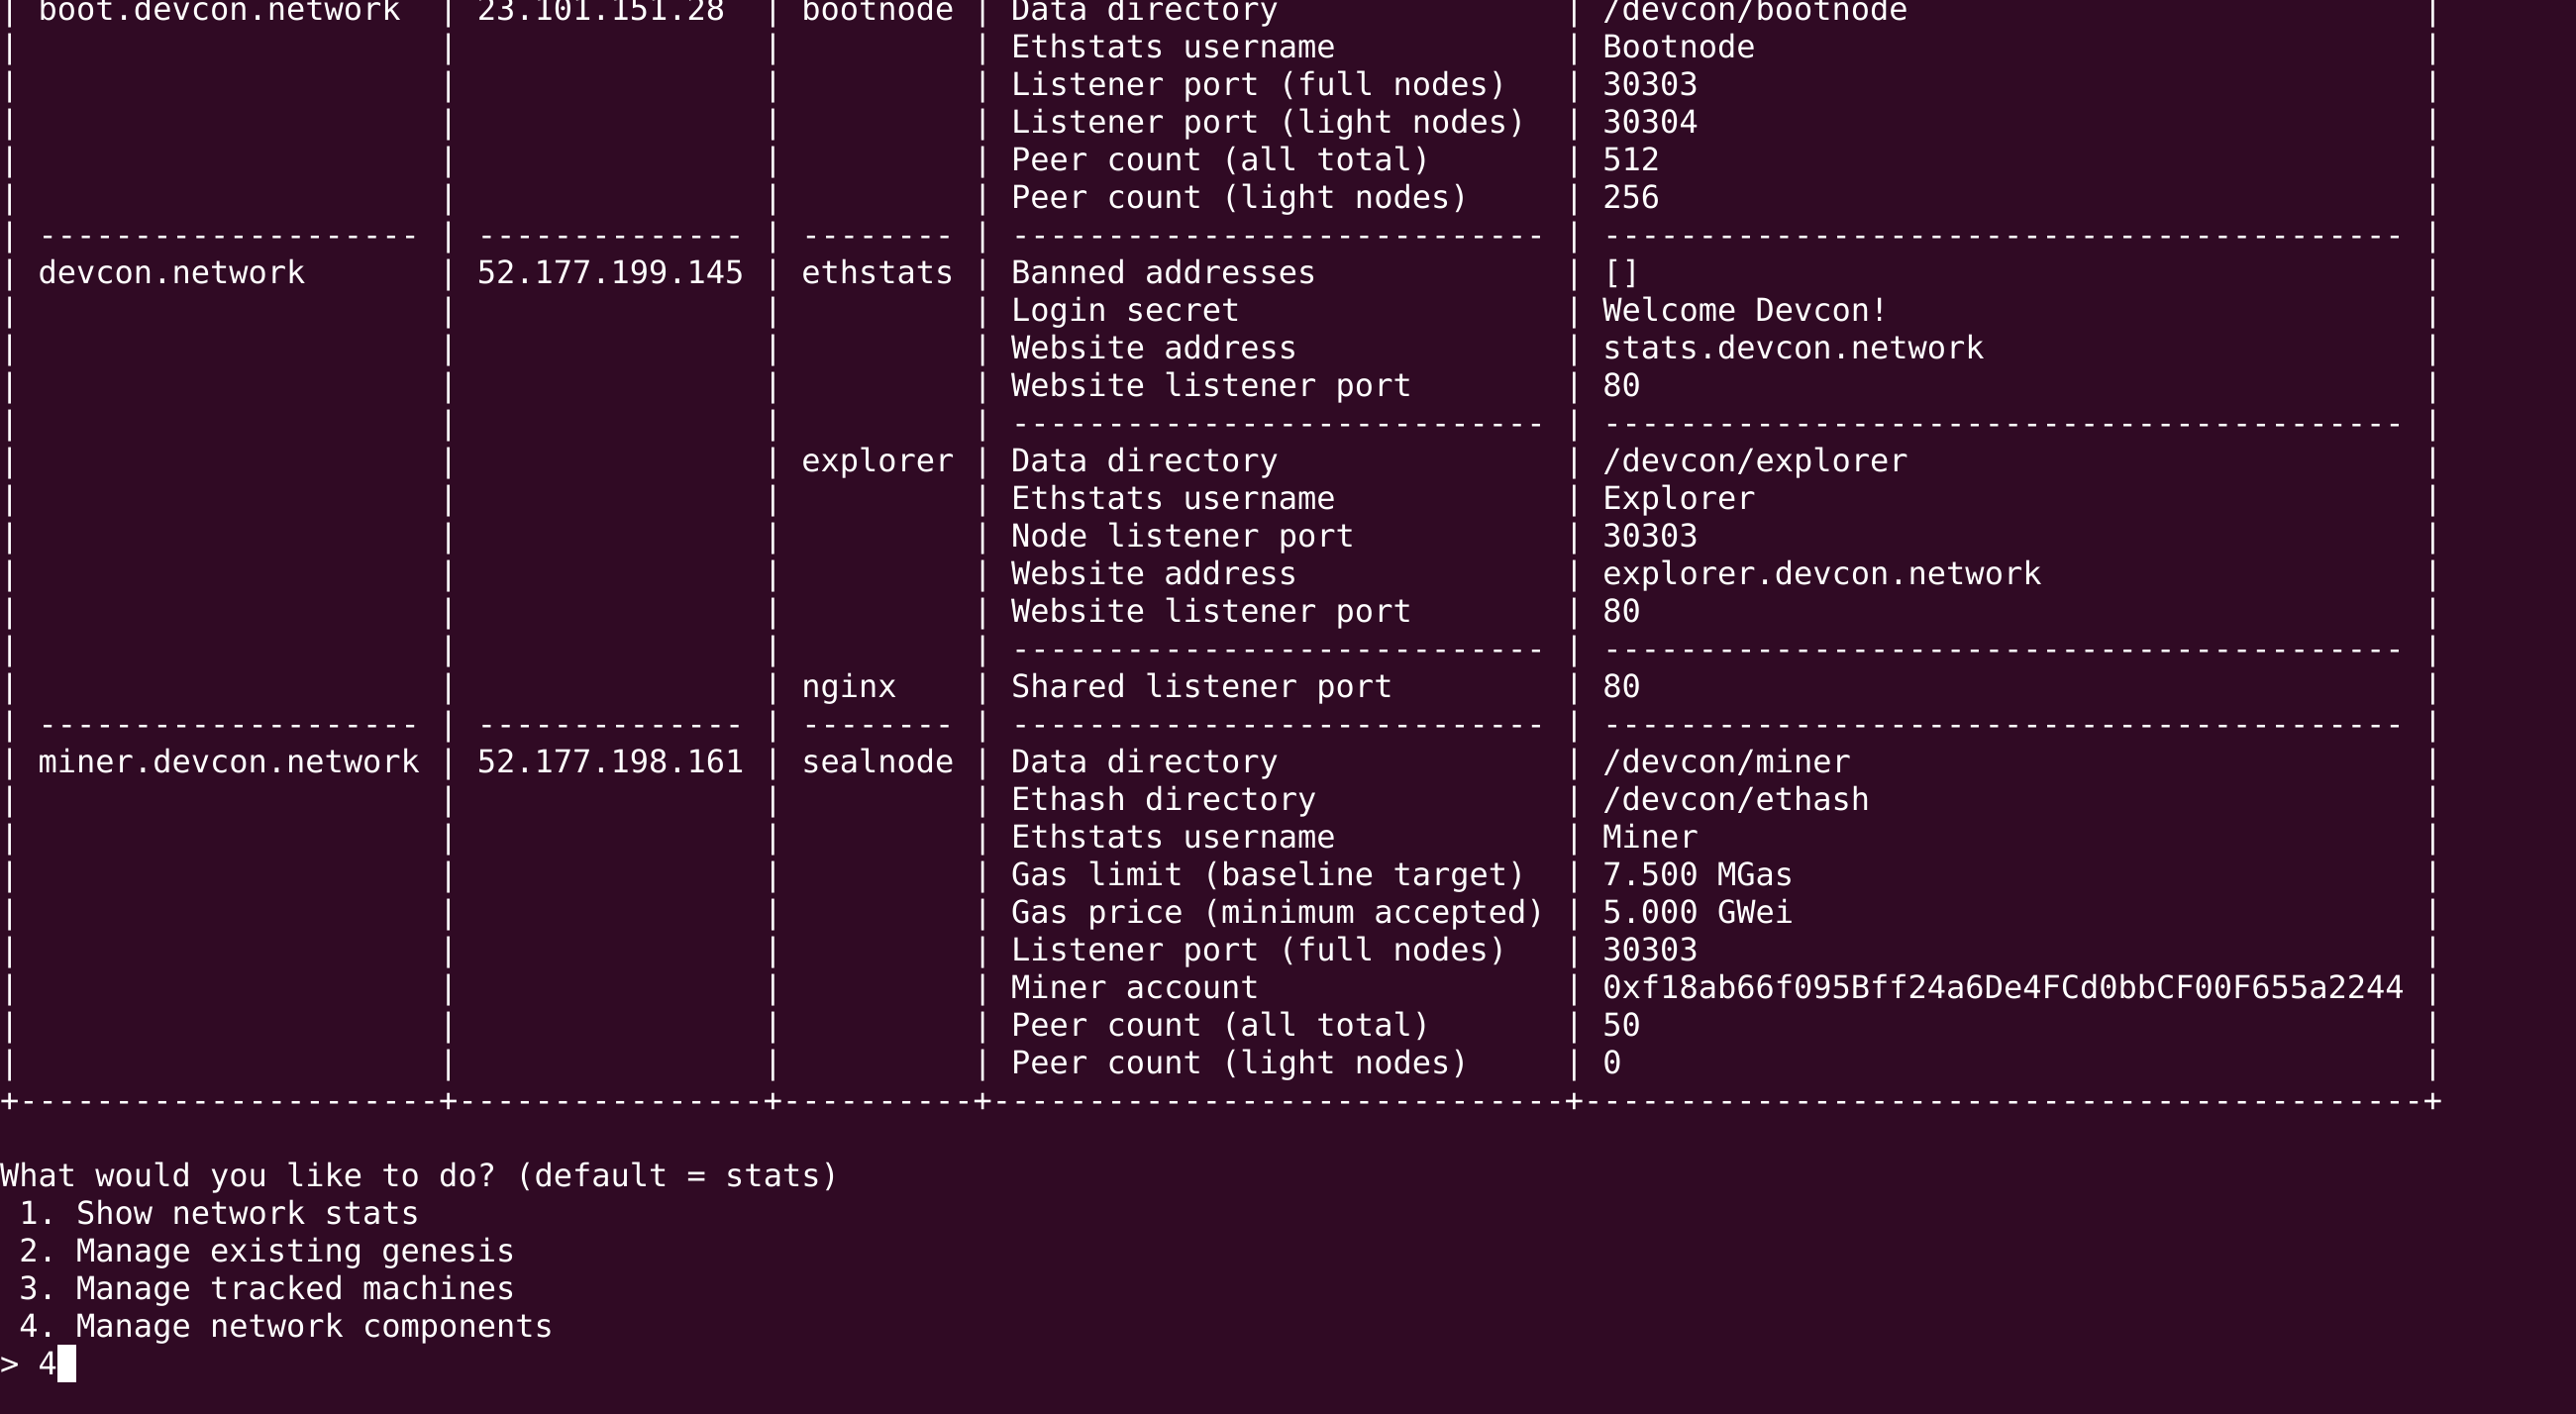 | boot.devcon.network | 23.101.151.28 | bootnode | Data directory | /devcon/bootnode |
| | | | Ethstats username | Bootnode |
| | | | Listener port (full nodes) | 30303 |
| | | | Listener port (light nodes) | 30304 |
| | | | Peer count (all total) | 512 |
| | | | Peer count (light nodes) | 256 |
| -------------------- | -------------- | -------- | ---------------------------- | ------------------------------------------ |
| devcon.network | 52.177.199.145 | ethstats | Banned addresses | [] |
| | | | Login secret | Welcome Devcon! |
| | | | Website address | stats.devcon.network |
| | | | Website listener port | 80 |
| | | | ---------------------------- | ------------------------------------------ |
| | | explorer | Data directory | /devcon/explorer |
| | | | Ethstats username | Explorer |
| | | | Node listener port | 30303 |
| | | | Website address | explorer.devcon.network |
| | | | Website listener port | 80 |
| | | | ---------------------------- | ------------------------------------------ |
| | | nginx | Shared listener port | 80 |
| -------------------- | -------------- | -------- | ---------------------------- | ------------------------------------------ |
| miner.devcon.network | 52.177.198.161 | sealnode | Data directory | /devcon/miner |
| | | | Ethash directory | /devcon/ethash |
| | | | Ethstats username | Miner |
| | | | Gas limit (baseline target) | 7.500 MGas |
| | | | Gas price (minimum accepted) | 5.000 GWei |
| | | | Listener port (full nodes) | 30303 |
| | | | Miner account | 0xf18ab66f095Bff24a6De4FCd0bbCF00F655a2244 |
| | | | Peer count (all total) | 50 |
| | | | Peer count (light nodes) | 0 |
+----------------------+----------------+----------+------------------------------+--------------------------------------------+
What would you like to do? (default = stats)
1. Show network stats
2. Manage existing genesis
3. Manage tracked machines
4. Manage network components
> 4